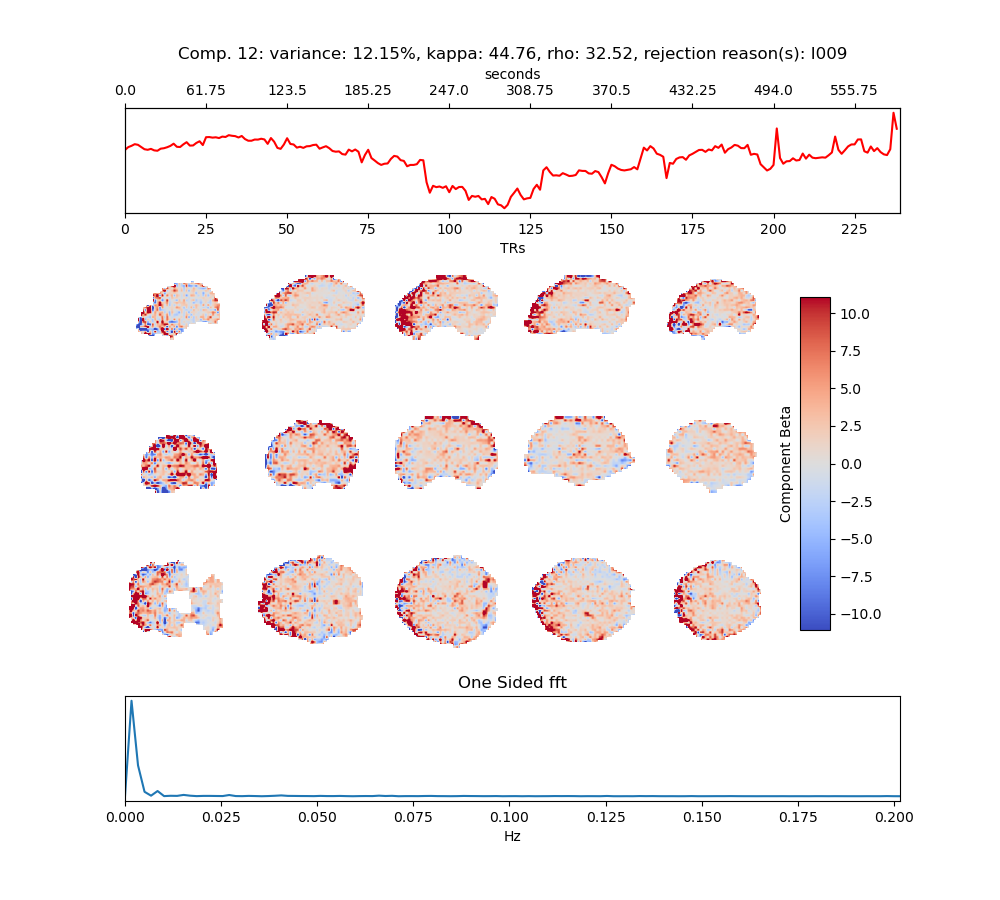 Comp. 12: variance: 12.15%, kappa: 44.76, rho: 32.52, rejection reason(s): I009
seconds
0.0 61.75 123.5 185.25 247.0 308.75 370.5 432.25 494.0 555.75
0 25 50 75 100 125 150 175 200 225
TRs
10.0
7.5
5.0
2.5
0.0
−2.5
−5.0
−7.5
−10.0
Component Beta
One Sided fft
0.000 0.025 0.050 0.075 0.100 0.125 0.150 0.175 0.200
Hz